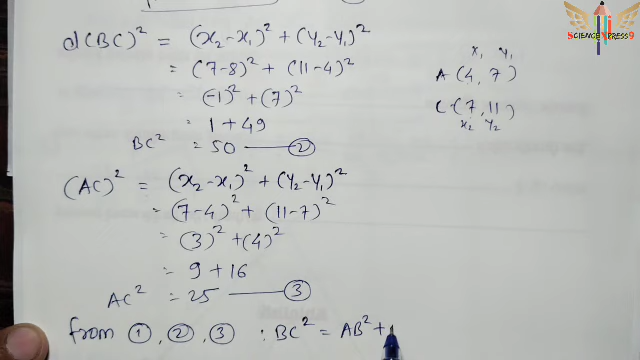 d(BC)² = (x₂-x₁)² + (y₂-y₁)²
= (7-8)² + (11-4)²
= (-1)² + (7)²
= 1 + 49
BC² = 50 —— ②
(AC)² = (x₂-x₁)² + (y₂-y₁)²
= (7-4)² + (11-7)²
= (3)² + (4)²
= 9 + 16
AC² = 25 —— ③
from ①, ②, ③ : BC² = AB² +
x₁ y₁
A (4, 7)
C (7, 11)
x₂ y₂
SCIENCE XPRESS 9